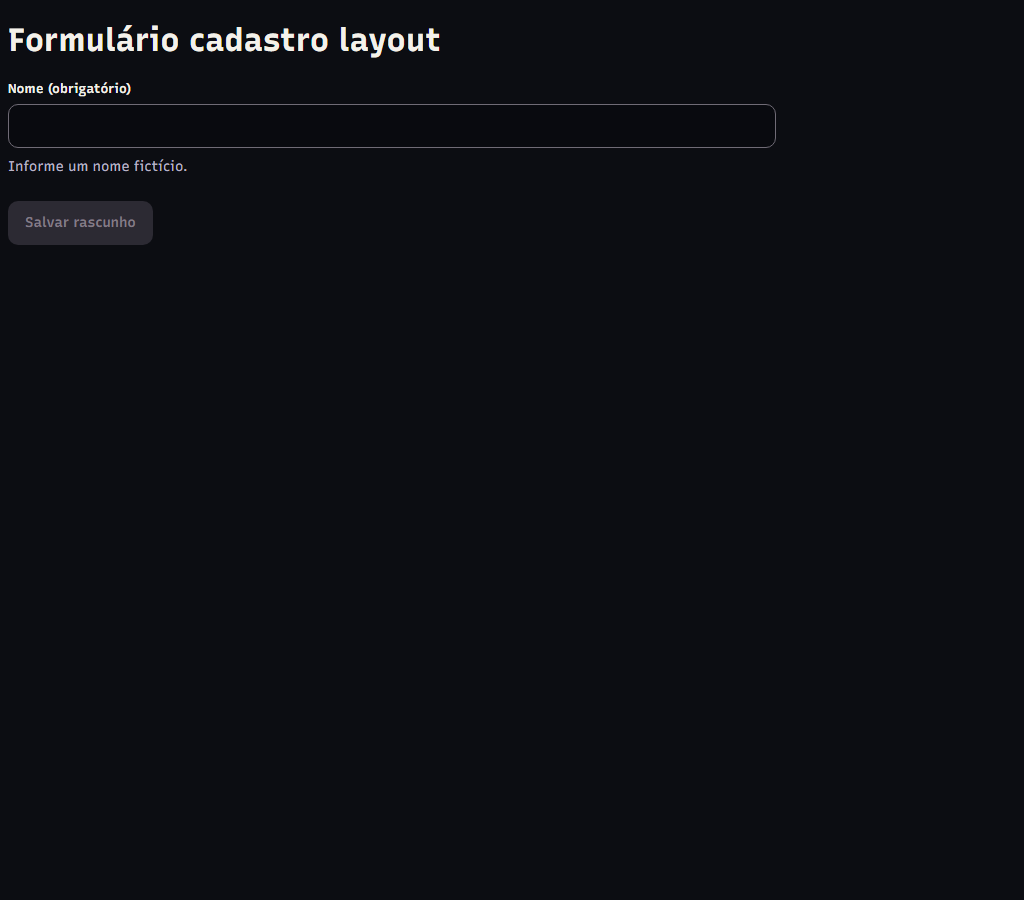 Formulário cadastro layout
Nome (obrigatório)
Informe um nome fictício.
Salvar rascunho